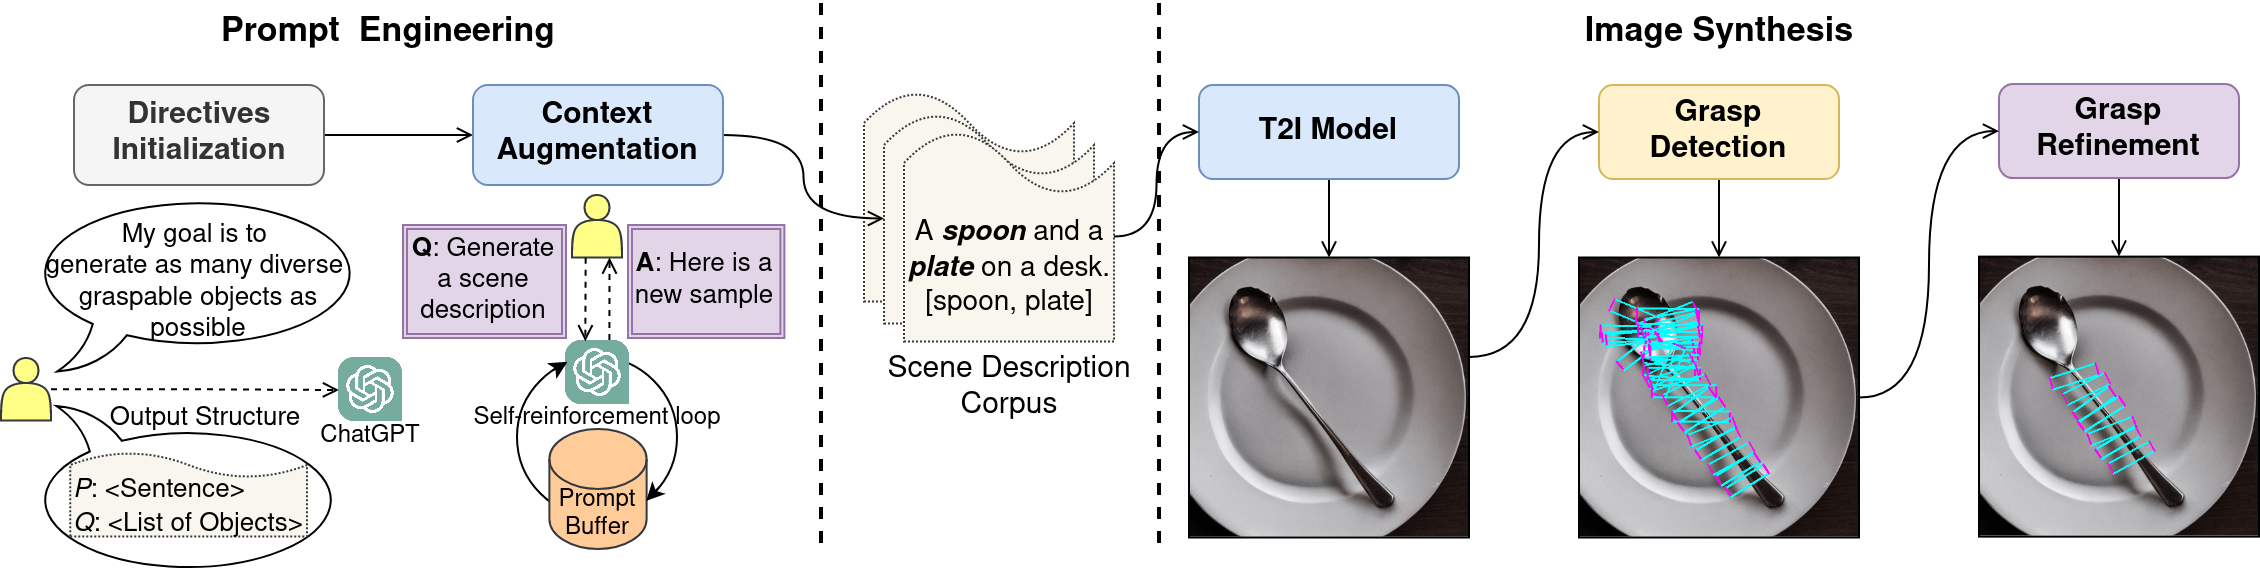 Prompt Engineering
Image Synthesis
Directives
Initialization
Context
Augmentation
T2I Model
Grasp
Detection
Grasp
Refinement
My goal is to
generate as many diverse
graspable objects as
possible
Output Structure
ChatGPT
P: <Sentence>
Q: <List of Objects>
Q: Generate
a scene
description
A: Here is a
new sample
Self-reinforcement loop
Prompt
Buffer
A spoon and a
plate on a desk.
[spoon, plate]
Scene Description
Corpus